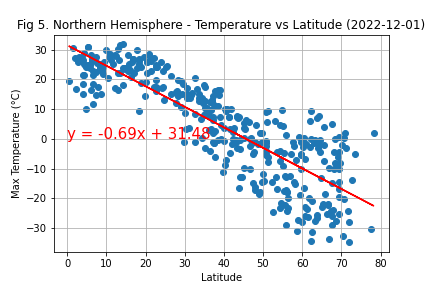 Fig 5. Northern Hemisphere - Temperature vs Latitude (2022-12-01)
30
20
10
0
−10
−20
−30
Max Temperature (°C)
y = -0.69x + 31.48
0 10 20 30 40 50 60 70 80
Latitude